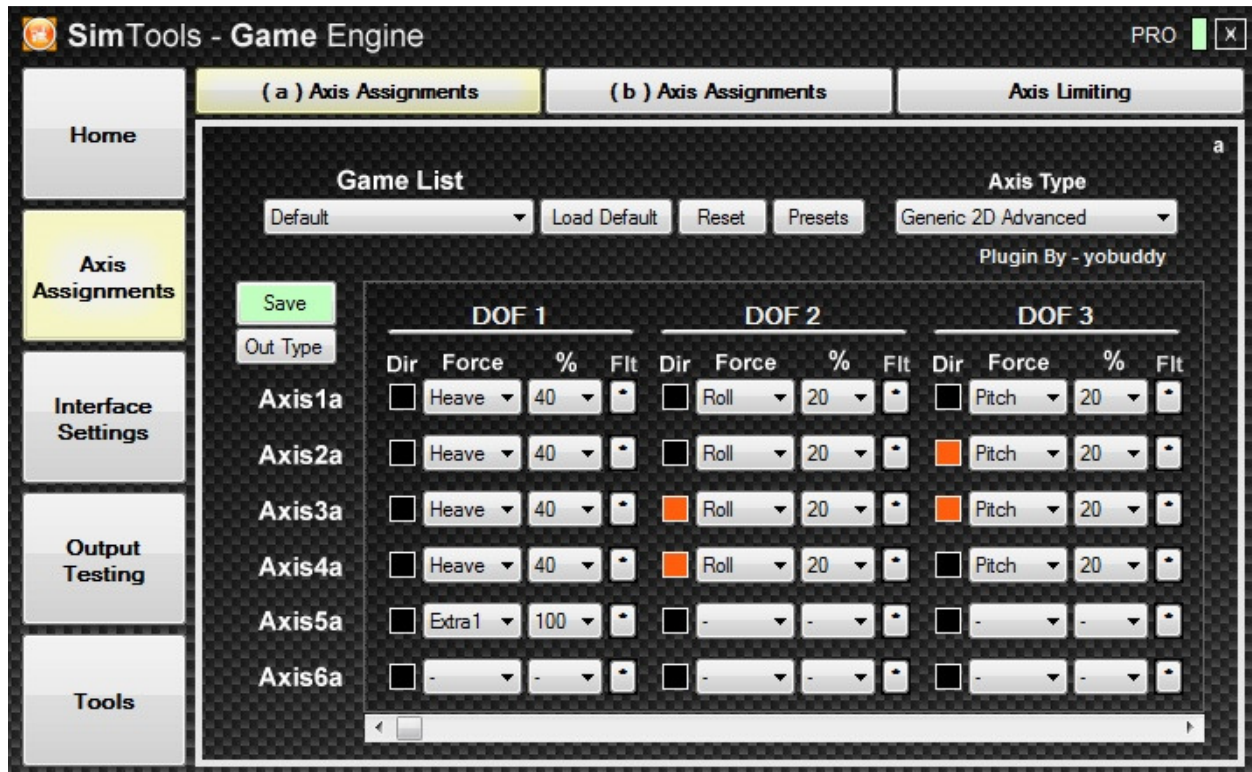 SimTools - Game Engine
PRO
X
Home
Axis
Assignments
Interface
Settings
Output
Testing
Tools
( a ) Axis Assignments
( b ) Axis Assignments
Axis Limiting
a
Game List
Axis Type
Default
Load Default
Reset
Presets
Generic 2D Advanced
Plugin By - yobuddy
Save
Out Type
DOF 1 DOF 2 DOF 3
Dir Force % Flt Dir Force % Flt Dir Force % Flt
Axis1a Heave 40 Roll 20 Pitch 20
Axis2a Heave 40 Roll 20 Pitch 20
Axis3a Heave 40 Roll 20 Pitch 20
Axis4a Heave 40 Roll 20 Pitch 20
Axis5a Extra1 100 - - - -
Axis6a - - - - - -